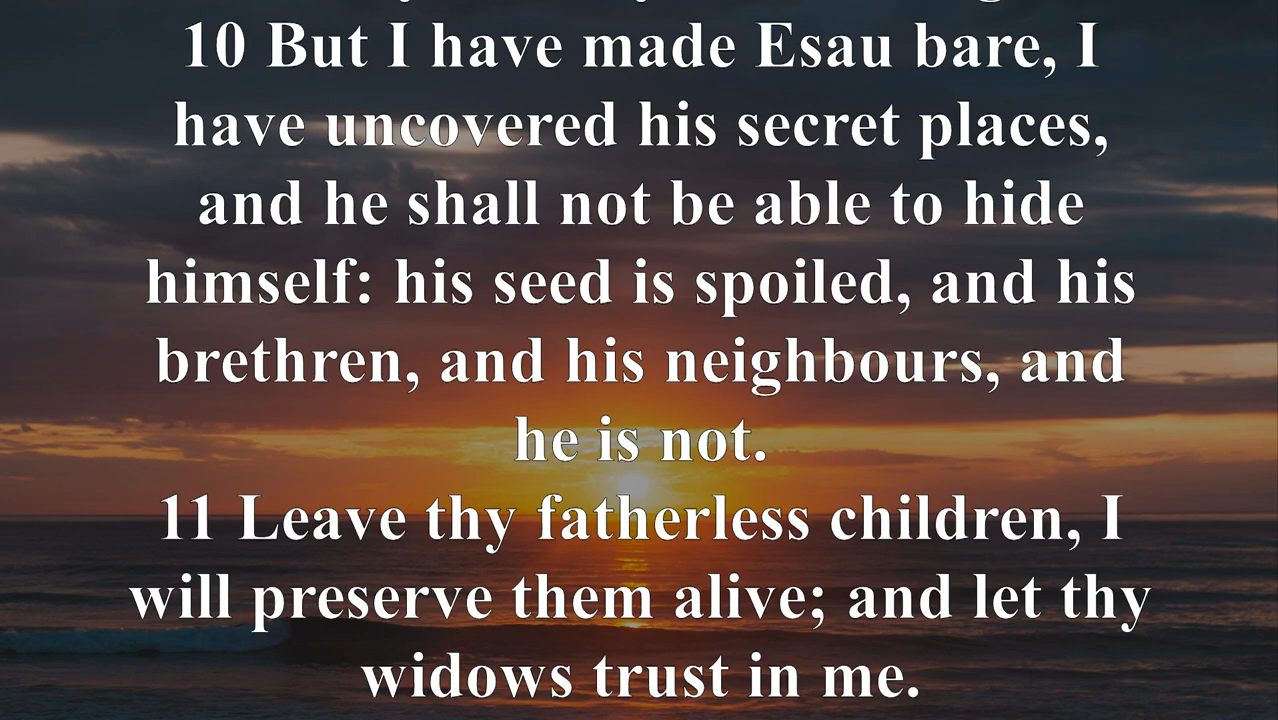 10 But I have made Esau bare, I
have uncovered his secret places,
and he shall not be able to hide
himself: his seed is spoiled, and his
brethren, and his neighbours, and
he is not.
11 Leave thy fatherless children, I
will preserve them alive; and let thy
widows trust in me.